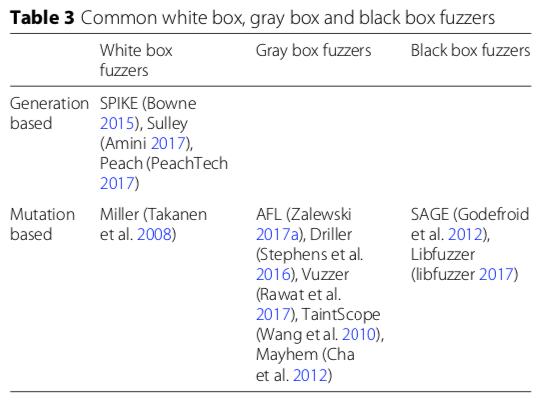 Table 3 Common white box, gray box and black box fuzzers
White box
fuzzers
Gray box fuzzers
Black box fuzzers
Generation
based
SPIKE (Bowne
2015), Sulley
(Amini 2017),
Peach (PeachTech
2017)
Mutation
based
Miller (Takanen
et al. 2008)
AFL (Zalewski
2017a), Driller
(Stephens et al.
2016), Vuzzer
(Rawat et al.
2017), TaintScope
(Wang et al. 2010),
Mayhem (Cha
et al. 2012)
SAGE (Godefroid
et al. 2012),
Libfuzzer
(libfuzzer 2017)